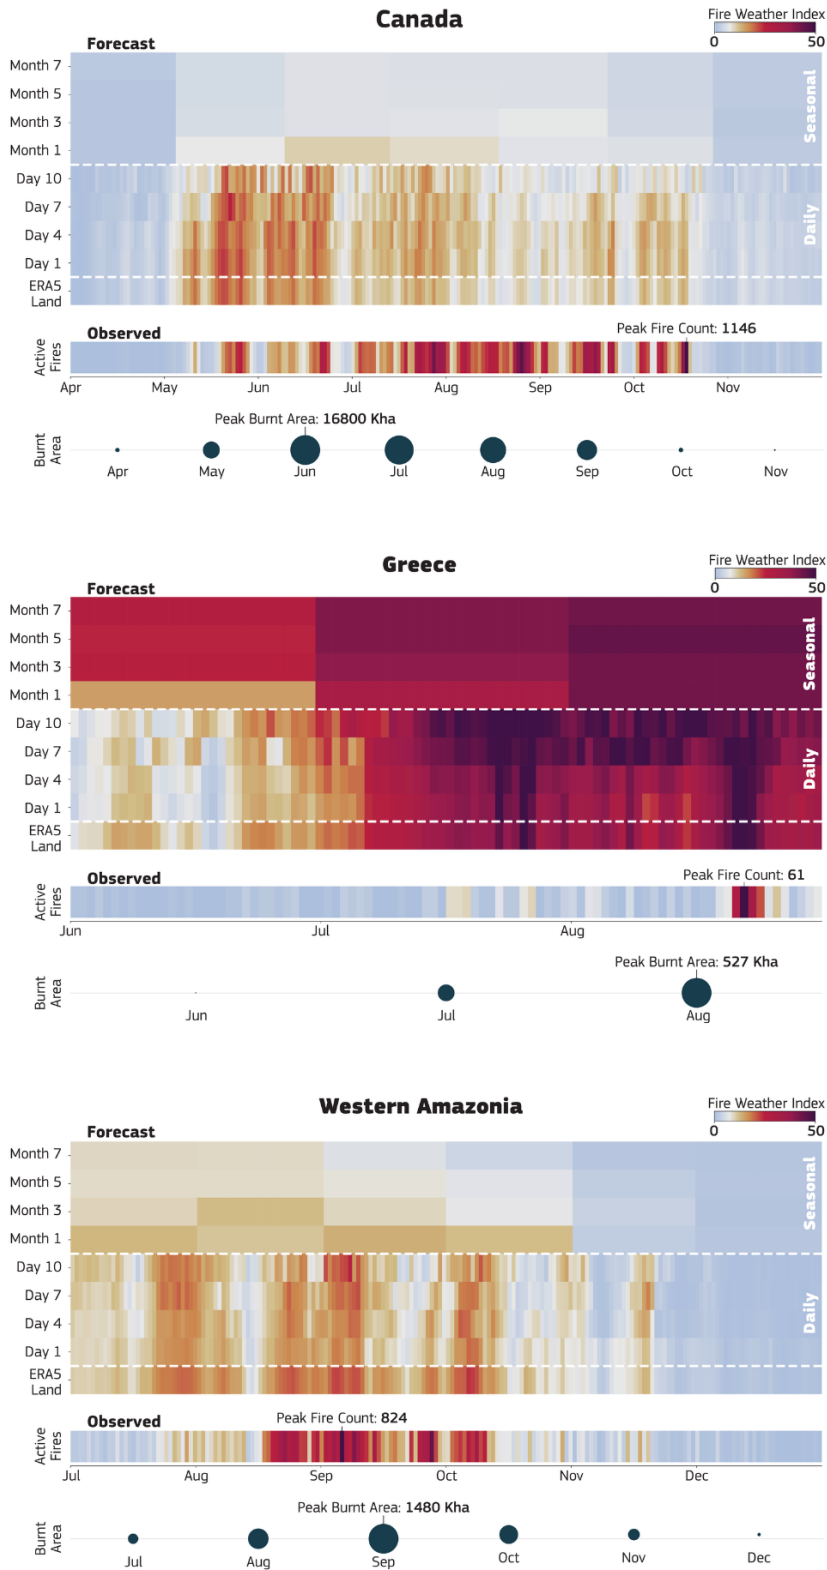 Canada
Fire Weather Index
0 50
Forecast
Month 7
Month 5
Month 3
Month 1
Seasonal
Day 10
Day 7
Day 4
Day 1
Daily
ERA5
Land
Observed
Peak Fire Count: 1146
Active
Fires
Apr May Jun Jul Aug Sep Oct Nov
Peak Burnt Area: 16800 Kha
Burnt
Area
Apr May Jun Jul Aug Sep Oct Nov
Greece
Fire Weather Index
0 50
Forecast
Month 7
Month 5
Month 3
Month 1
Seasonal
Day 10
Day 7
Day 4
Day 1
Daily
ERA5
Land
Observed
Peak Fire Count: 61
Active
Fires
Jun Jul Aug
Peak Burnt Area: 527 Kha
Burnt
Area
Jun Jul Aug
Western Amazonia
Fire Weather Index
0 50
Forecast
Month 7
Month 5
Month 3
Month 1
Seasonal
Day 10
Day 7
Day 4
Day 1
Daily
ERA5
Land
Observed
Peak Fire Count: 824
Active
Fires
Jul Aug Sep Oct Nov Dec
Peak Burnt Area: 1480 Kha
Burnt
Area
Jul Aug Sep Oct Nov Dec